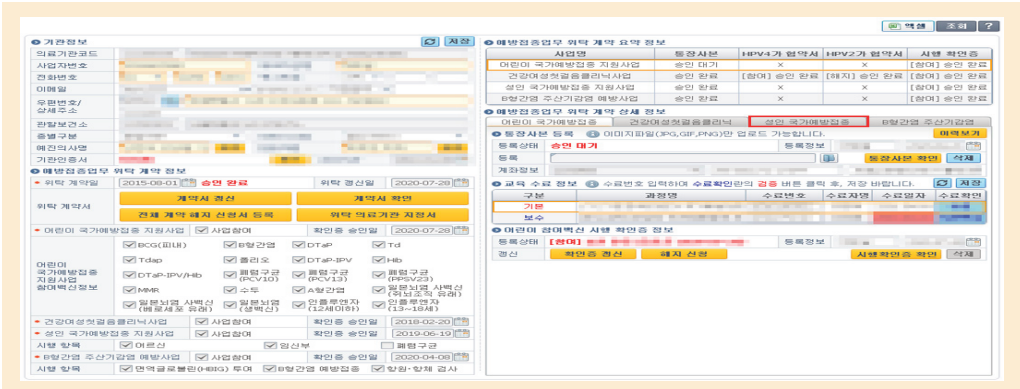 엑셀 조회 ?
기관정보 저장
의료기관코드
사업자번호
전화번호
이메일
우편번호/
상세주소
관할보건소
종별구분
예진의사명
기관인증서
예방접종업무 위탁 계약 정보
위탁 계약일 2015-08-01 승인 완료 위탁 갱신일 2020-07-28
위탁 계약서 계약서 갱신 계약서 확인
전체 계약 해지 신청서 등록 위탁 의료기관 지정서
어린이 국가예방접종 지원사업 사업참여 확인증 승인일 2020-07-28
어린이
국가예방접종
지원사업
참여백신정보
BCG(피내) B형간염 DTaP Td
Tdap 폴리오 DTaP-IPV Hib
DTaP-IPV/Hib 폐렴구균 (PCV10) 폐렴구균 (PCV13) 폐렴구균 (PPSV23)
MMR 수두 A형간염 일본뇌염 사백신 (쥐뇌조직 유래)
일본뇌염 사백신 (베로세포 유래) 일본뇌염 (생백신) 인플루엔자 (12세이하) 인플루엔자 (13~18세)
건강여성첫걸음클리닉사업 사업참여 확인증 승인일 2018-02-20
성인 국가예방접종 지원사업 사업참여 확인증 승인일 2019-06-19
시행 항목 어르신 임신부 폐렴구균
B형간염 주산기감염 예방사업 사업참여 확인증 승인일 2020-04-08
시행 항목 면역글로불린(HBIG) 투여 B형간염 예방접종 항원·항체 검사
예방접종업무 위탁 계약 요약 정보
사업명 통장사본 HPV4가 협약서 HPV2가 협약서 시행 확인증
어린이 국가예방접종 지원사업 승인 대기 × × [참여] 승인 완료
건강여성첫걸음클리닉사업 승인 완료 [참여] 승인 완료 [해지] 승인 완료 [참여] 승인 완료
성인 국가예방접종 지원사업 승인 완료 × × [참여] 승인 완료
B형간염 주산기감염 예방사업 승인 완료 × × [참여] 승인 완료
예방접종업무 위탁 계약 상세 정보
어린이 국가예방접종 건강여성첫걸음클리닉 성인 국가예방접종 B형간염 주산기감염
통장사본 등록 이미지파일(JPG,GIF,PNG)만 업로드 가능합니다. 이력보기
등록상태 승인 대기 등록정보
등록 통장사본 확인 삭제
계좌정보
교육 수료 정보 수료번호 입력하여 수료확인란의 검증 버튼 클릭 후, 저장 바랍니다. 저장
구분 과정명 수료번호 수료자명 수료일자 수료확인
기본
보수
어린이 참여백신 시행 확인증 정보
등록상태 [참여] 등록정보
갱신 확인증 갱신 해지 신청 시행확인증 확인 삭제